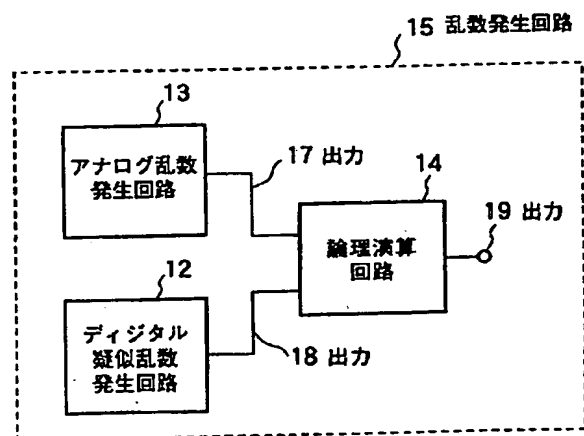 15 乱数発生回路
13
アナログ乱数
発生回路
17 出力
14
論理演算
回路
19 出力
12
ディジタル
疑似乱数
発生回路
18 出力